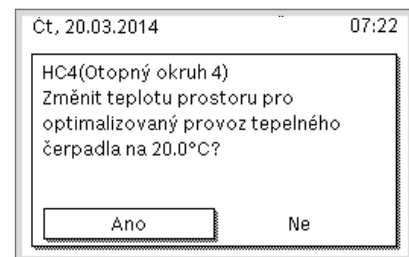 Čt, 20.03.2014 07:22
HC4(Otopný okruh 4)
Změnit teplotu prostoru pro
optimalizovaný provoz tepelného
čerpadla na 20.0°C?
Ano Ne